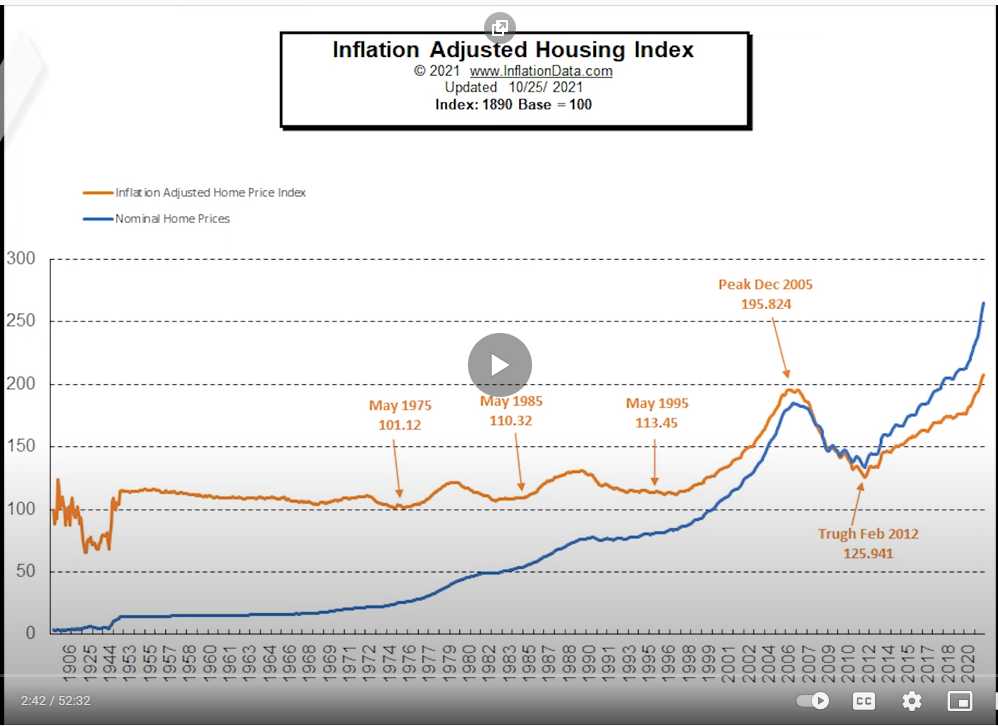 Inflation Adjusted Housing Index
© 2021 www.InflationData.com
Updated 10/25/ 2021
Index: 1890 Base = 100
Inflation Adjusted Home Price Index
Nominal Home Prices
300
250
200
150
100
50
0
Peak Dec 2005
195.824
May 1975
101.12
May 1985
110.32
May 1995
113.45
Trugh Feb 2012
125.941
1906 1925 1944 1953 1955 1957 1958 1960 1961 1963 1964 1966 1968 1969 1971 1972 1974 1976 1977 1979 1980 1982 1983 1985 1987 1988 1990 1991 1993 1995 1996 1998 1999 2001 2002 2004 2006 2007 2009 2010 2012 2014 2015 2017 2018 2020
2:42 / 52:32
CC